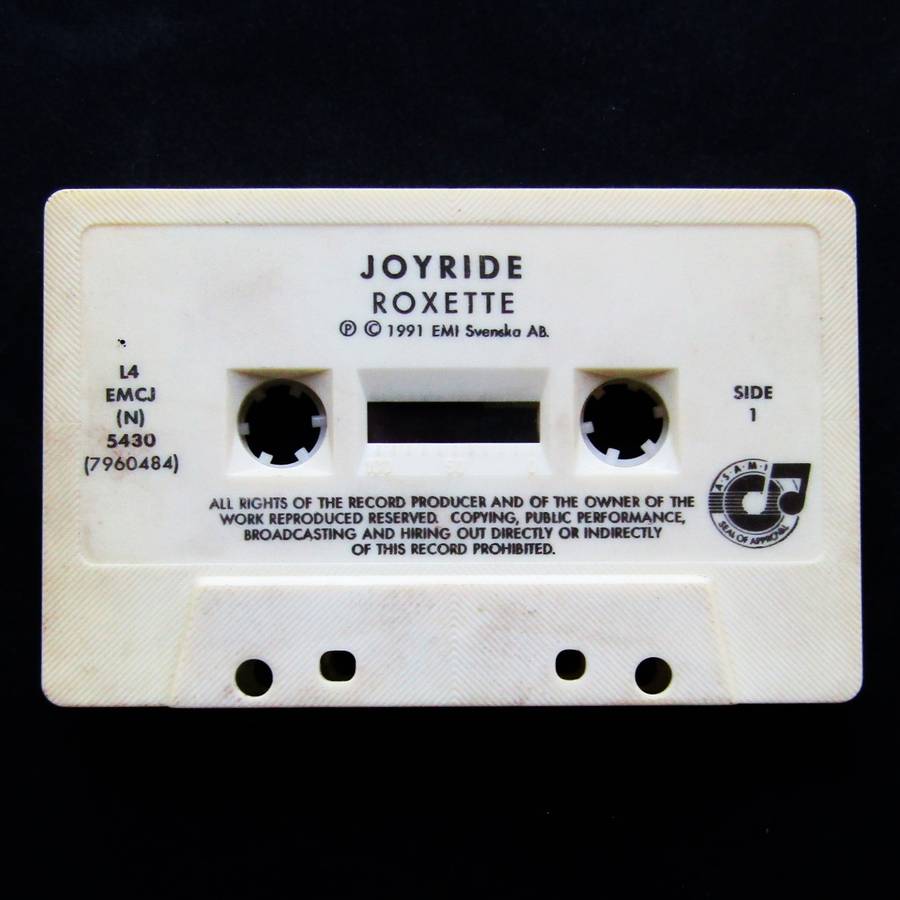 JOYRIDE
ROXETTE
Ⓟ © 1991 EMI Svenska AB.
L4
EMCJ
(N)
5430
(7960484)
SIDE
1
ALL RIGHTS OF THE RECORD PRODUCER AND OF THE OWNER OF THE
WORK REPRODUCED RESERVED. COPYING, PUBLIC PERFORMANCE,
BROADCASTING AND HIRING OUT DIRECTLY OR INDIRECTLY
OF THIS RECORD PROHIBITED.
A·S·A·M·I
SEAL OF APPROVAL